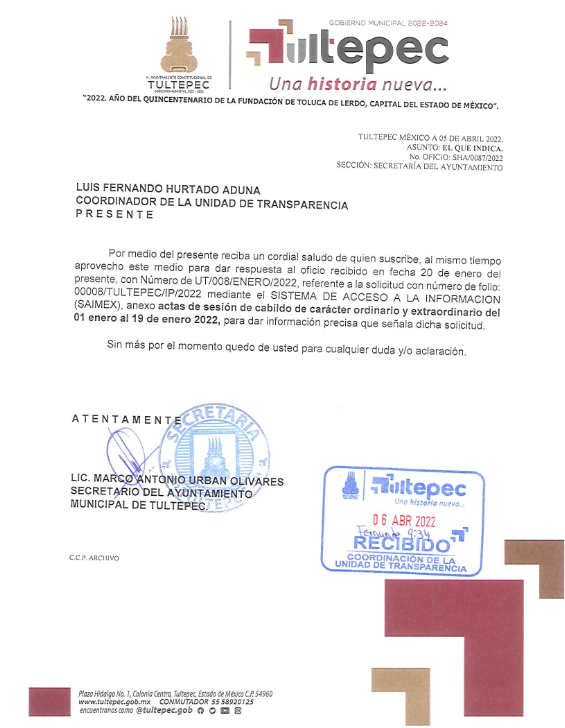 GOBIERNO MUNICIPAL 2022-2024
H. AYUNTAMIENTO CONSTITUCIONAL DE
TULTEPEC
Tultepec
Una historia nueva...
"2022. AÑO DEL QUINCENTENARIO DE LA FUNDACIÓN DE TOLUCA DE LERDO, CAPITAL DEL ESTADO DE MÉXICO".
TULTEPEC MÉXICO A 05 DE ABRIL 2022.
ASUNTO: EL QUE INDICA.
No. OFICIO: SHA/0087/2022
SECCIÓN: SECRETARÍA DEL AYUNTAMIENTO
LUIS FERNANDO HURTADO ADUNA
COORDINADOR DE LA UNIDAD DE TRANSPARENCIA
P R E S E N T E
Por medio del presente reciba un cordial saludo de quien suscribe, al mismo tiempo
aprovecho este medio para dar respuesta al oficio recibido en fecha 20 de enero del
presente, con Número de UT/008/ENERO/2022, referente a la solicitud con número de folio:
00008/TULTEPEC/IP/2022 mediante el SISTEMA DE ACCESO A LA INFORMACION
(SAIMEX), anexo actas de sesión de cabildo de carácter ordinario y extraordinario del
01 enero al 19 de enero 2022, para dar información precisa que señala dicha solicitud.
Sin más por el momento quedo de usted para cualquier duda y/o aclaración.
A T E N T A M E N T E
SECRETARIA
LIC. MARCO ANTONIO URBAN OLIVARES
SECRETARIO DEL AYUNTAMIENTO
MUNICIPAL DE TULTEPEC.
TULTEPEC
Tultepec
Una historia nueva...
06 ABR 2022
Fernando 9:34
RECIBIDO
COORDINACIÓN DE LA
UNIDAD DE TRANSPARENCIA
C.C.P. ARCHIVO
Plaza Hidalgo No. 1, Colonia Centro, Tultepec, Estado de México C.P. 54960
www.tultepec.gob.mx CONMUTADOR 55 58920125
encuentranos como @tultepec.gob